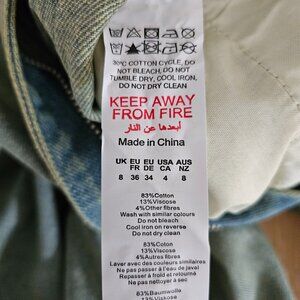 30°C COTTON CYCLE, DO
NOT BLEACH, DO NOT
TUMBLE DRY, COOL IRON,
DO NOT DRY CLEAN
KEEP AWAY
FROM FIRE
أبعدها عن النار
Made in China
UK EU EU USA AUS
FR DE CA NZ
8 36 34 4 8
83%Cotton
13%Viscose
4%Other fibres
Wash with similar colours
Do not bleach
Cool iron on reverse
Do not dry clean
83%Coton
13%Viscose
4%Autres fibres
Laver avec des couleurs similaires
Ne pas passer à l'eau de Javel
Repasser à froid et retourné
Ne pas nettoyer à sec
83%Baumwolle